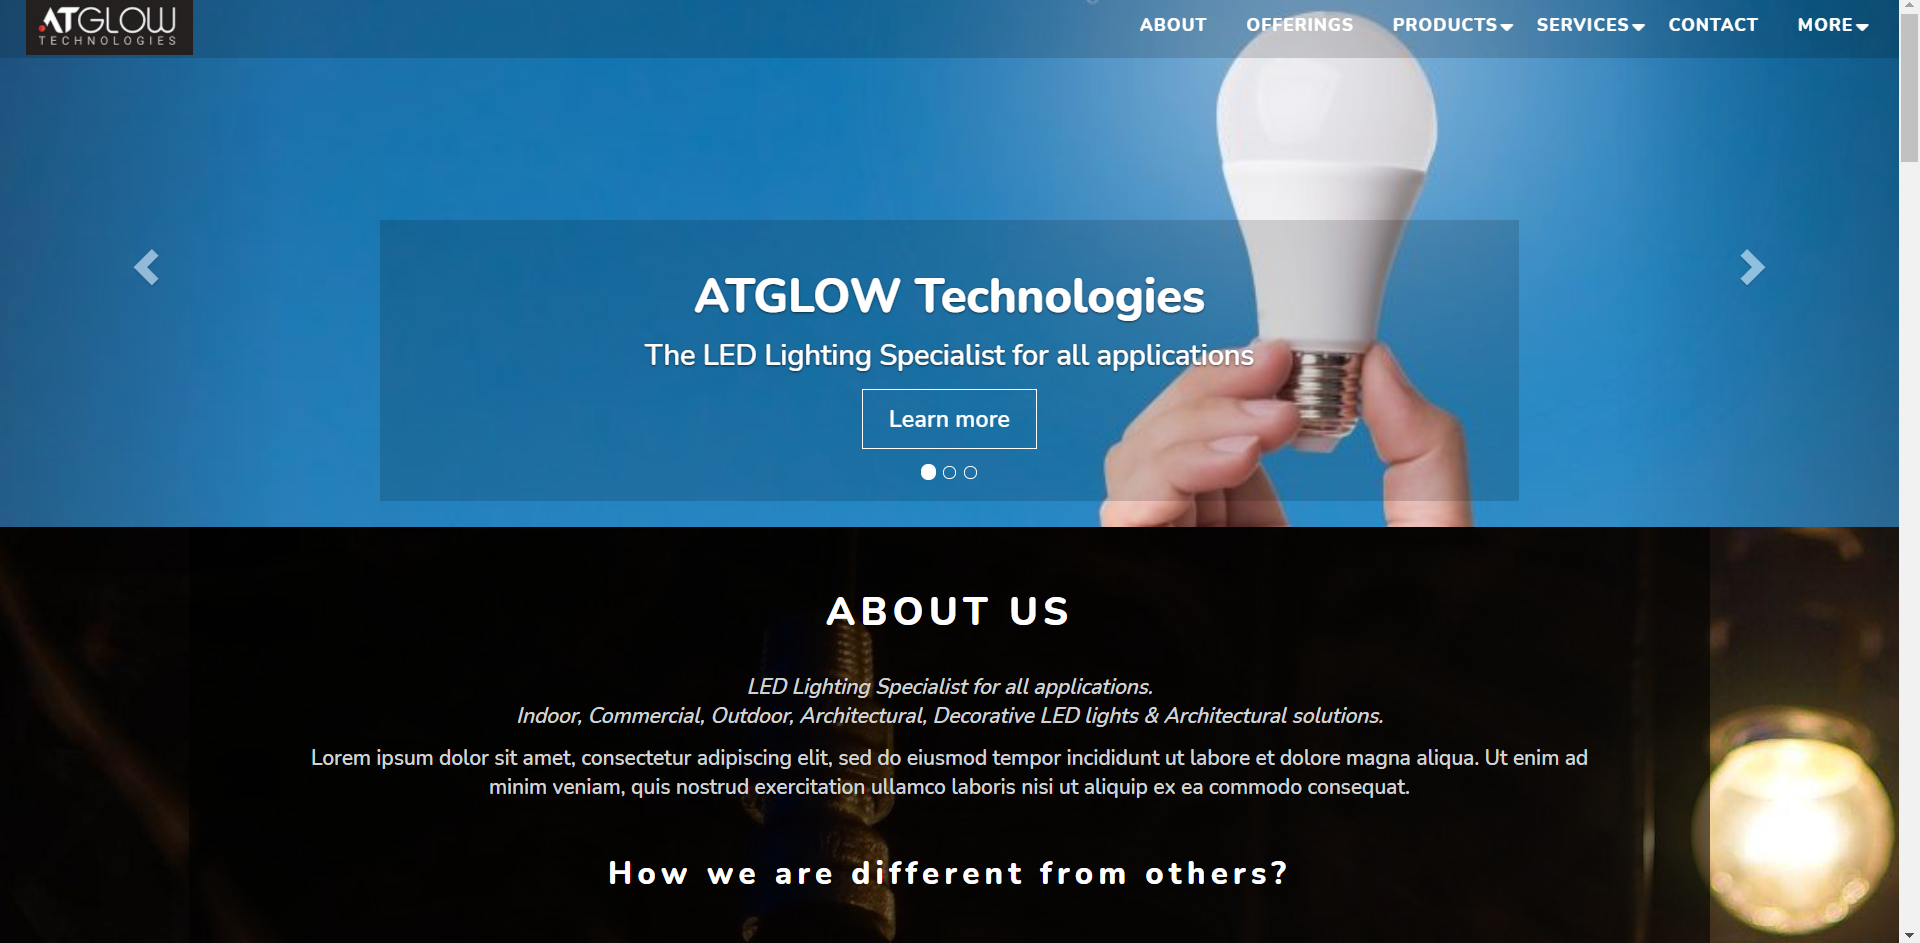 ATGLOW
TECHNOLOGIES
ABOUT OFFERINGS PRODUCTS SERVICES CONTACT MORE
ATGLOW Technologies
The LED Lighting Specialist for all applications
Learn more
ABOUT US
LED Lighting Specialist for all applications.
Indoor, Commercial, Outdoor, Architectural, Decorative LED lights & Architectural solutions.
Lorem ipsum dolor sit amet, consectetur adipiscing elit, sed do eiusmod tempor incididunt ut labore et dolore magna aliqua. Ut enim ad
minim veniam, quis nostrud exercitation ullamco laboris nisi ut aliquip ex ea commodo consequat.
How we are different from others?